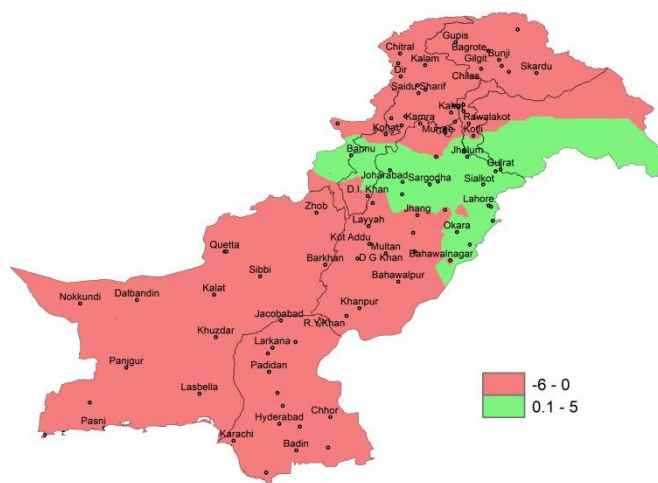 Gupis
Chitral
Bagrote
Bunji
Kalam
Gilgit
Dir
Chilas
Skardu
Saidu Sharif
Kakul
Kamra
Rawalakot
Kohat
Murree
Kotli
Bannu
Jhelum
Gujrat
Joharabad
Sargodha
Sialkot
D.I. Khan
Zhob
Jhang
Lahore
Layyah
Okara
Kot Addu
Quetta
Multan
Barkhan
D G Khan
Bahawalnagar
Sibbi
Bahawalpur
Nokkundi
Dalbandin
Kalat
Khanpur
Jacobabad
R.Y.Khan
Khuzdar
Larkana
Panjgur
Padidan
-6 - 0
Lasbella
0.1 - 5
Pasni
Hyderabad
Chhor
Karachi
Badin